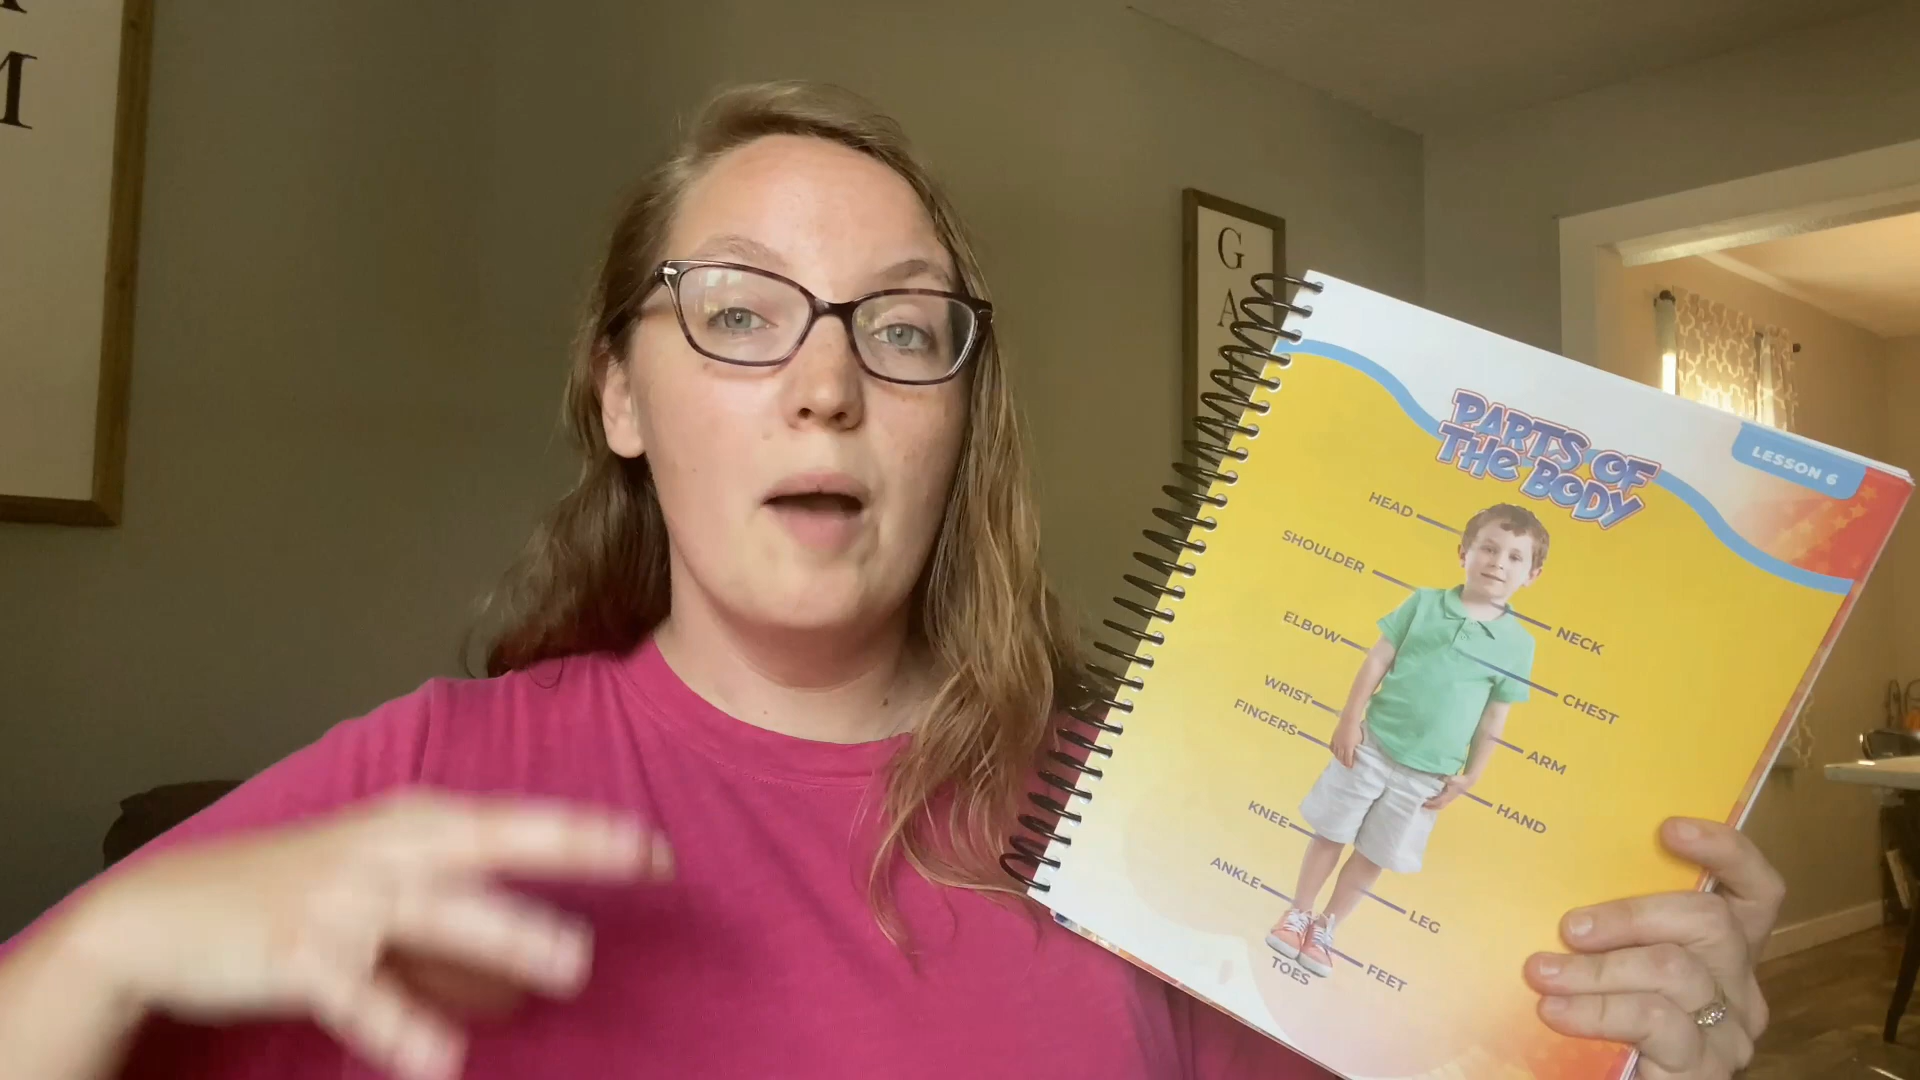 M
G
A
PARTS OF
THE BODY
LESSON 6
HEAD
SHOULDER
NECK
ELBOW
CHEST
WRIST
FINGERS
ARM
HAND
KNEE
ANKLE
LEG
FEET
TOES